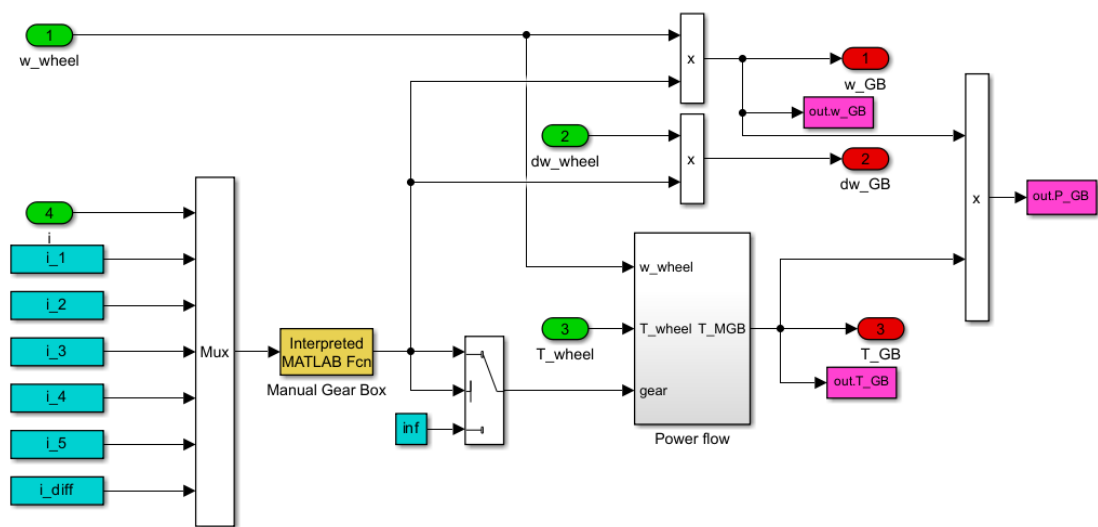 1
w_wheel
x
1
w_GB
out.w_GB
2
dw_wheel
x
2
dw_GB
4
i
i_1
i_2
i_3
i_4
i_5
i_diff
Mux
Interpreted
MATLAB Fcn
Manual Gear Box
inf
3
T_wheel
w_wheel
T_wheel
T_MGB
gear
Power flow
3
T_GB
out.T_GB
x
out.P_GB